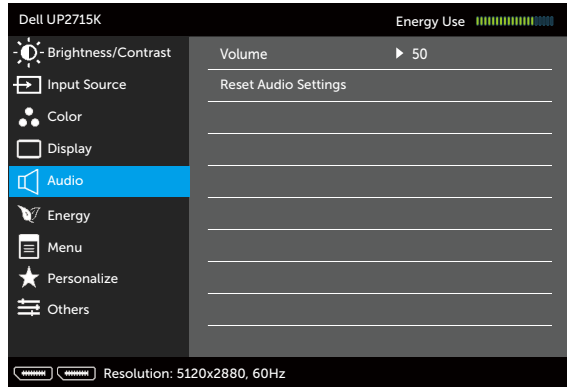 Dell UP2715K Energy Use
Brightness/Contrast Volume 50
Input Source Reset Audio Settings
Color
Display
Audio
Energy
Menu
Personalize
Others
Resolution: 5120x2880, 60Hz